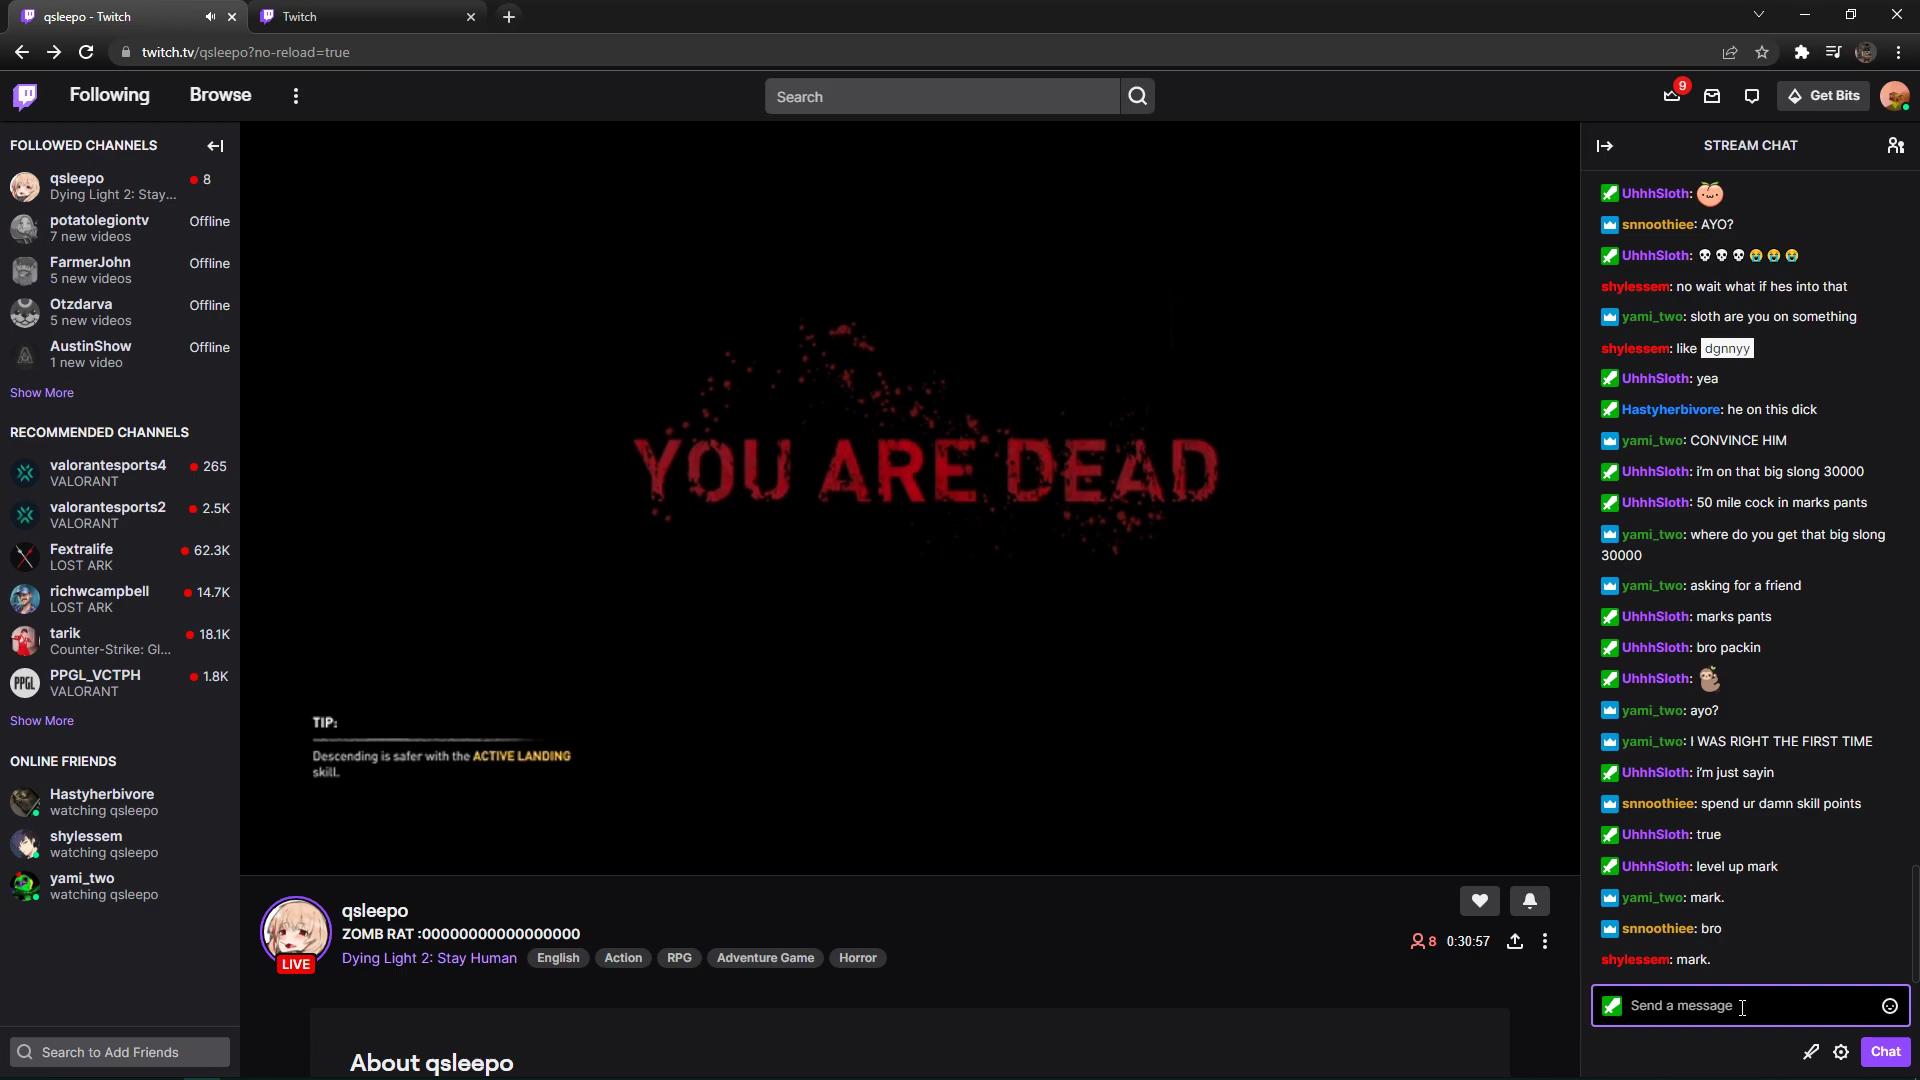 qsleepo - Twitch
Twitch
twitch.tv/qsleepo?no-reload=true
Following
Browse
Search
9
Get Bits
FOLLOWED CHANNELS
qsleepo
8
Dying Light 2: Stay...
potatolegiontv
Offline
7 new videos
FarmerJohn
Offline
5 new videos
Otzdarva
Offline
5 new videos
AustinShow
Offline
1 new video
Show More
RECOMMENDED CHANNELS
valorantesports4
265
VALORANT
valorantesports2
2.5K
VALORANT
Fextralife
62.3K
LOST ARK
richwcampbell
14.7K
LOST ARK
tarik
18.1K
Counter-Strike: Gl...
PPGL
PPGL_VCTPH
1.8K
VALORANT
Show More
ONLINE FRIENDS
Hastyherbivore
watching qsleepo
shylessem
watching qsleepo
yami_two
watching qsleepo
Search to Add Friends
YOU ARE DEAD
TIP:
Descending is safer with the ACTIVE LANDING
skill.
LIVE
qsleepo
ZOMB RAT :00000000000000000
Dying Light 2: Stay Human
English
Action
RPG
Adventure Game
Horror
8
0:30:57
About qsleepo
STREAM CHAT
UhhhSloth:
snnoothiee: AYO?
UhhhSloth: 💀💀💀😭😭😭
shylessem: no wait what if hes into that
yami_two: sloth are you on something
shylessem: like dgnnyy
UhhhSloth: yea
Hastyherbivore: he on this dick
yami_two: CONVINCE HIM
UhhhSloth: i'm on that big slong 30000
UhhhSloth: 50 mile cock in marks pants
yami_two: where do you get that big slong
30000
yami_two: asking for a friend
UhhhSloth: marks pants
UhhhSloth: bro packin
UhhhSloth:
yami_two: ayo?
yami_two: I WAS RIGHT THE FIRST TIME
UhhhSloth: i'm just sayin
snnoothiee: spend ur damn skill points
UhhhSloth: true
UhhhSloth: level up mark
yami_two: mark.
snnoothiee: bro
shylessem: mark.
Send a message
Chat